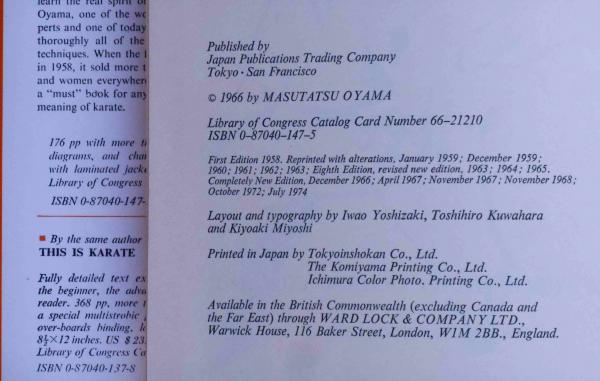 learn the real spirit of
Oyama, one of the
perts and one of today
thoroughly all of the
techniques. When the
in 1958, it sold more
and women everywhere
a "must" book for any
meaning of karate.
176 pp with more
diagrams, and
with laminated
Library of Congress
ISBN 0-87040-147-
By the same author
THIS IS KARATE
Fully detailed text
the beginner, the
reader. 368 pp, more
a special multistrobic
over-boards binding,
8½×12 inches. US $ 23.
Library of Congress
ISBN 0-87040-137-8
Published by
Japan Publications Trading Company
Tokyo · San Francisco
© 1966 by MASUTATSU OYAMA
Library of Congress Catalog Card Number 66–21210
ISBN 0–87040–147–5
First Edition 1958. Reprinted with alterations, January 1959; December 1959;
1960; 1961; 1962; 1963; Eighth Edition, revised new edition, 1963; 1964; 1965.
Completely New Edition, December 1966; April 1967; November 1967; November 1968;
October 1972; July 1974
Layout and typography by Iwao Yoshizaki, Toshihiro Kuwahara
and Kiyoaki Miyoshi
Printed in Japan by Tokyoinshokan Co., Ltd.
The Komiyama Printing Co., Ltd.
Ichimura Color Photo. Printing Co., Ltd.
Available in the British Commonwealth (excluding Canada and
the Far East) through WARD LOCK & COMPANY LTD.,
Warwick House, 116 Baker Street, London, W1M 2BB., England.